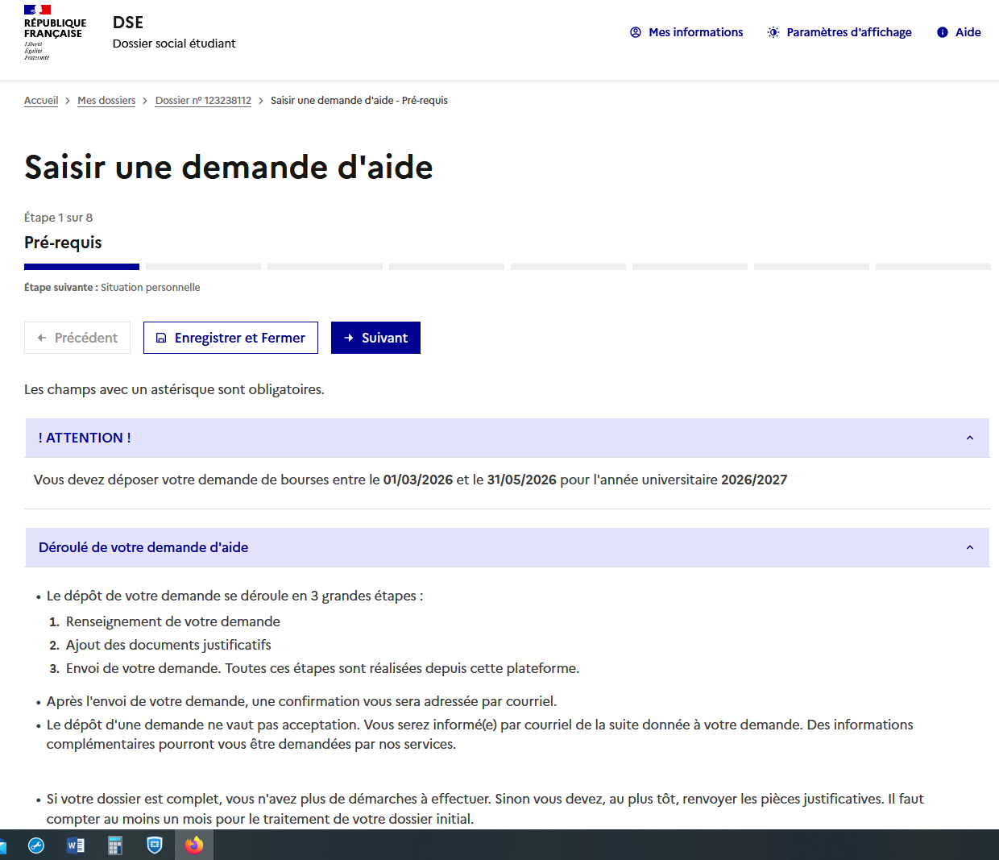 RÉPUBLIQUE
FRANÇAISE
Liberté
Égalité
Fraternité
DSE
Dossier social étudiant
Mes informations
Paramètres d'affichage
Aide
Accueil > Mes dossiers > Dossier nº 123238112 > Saisir une demande d'aide - Pré-requis
Saisir une demande d'aide
Étape 1 sur 8
Pré-requis
Étape suivante : Situation personnelle
Précédent
Enregistrer et Fermer
Suivant
Les champs avec un astérisque sont obligatoires.
! ATTENTION !
Vous devez déposer votre demande de bourses entre le 01/03/2026 et le 31/05/2026 pour l'année universitaire 2026/2027
Déroulé de votre demande d'aide
• Le dépôt de votre demande se déroule en 3 grandes étapes :
1. Renseignement de votre demande
2. Ajout des documents justificatifs
3. Envoi de votre demande. Toutes ces étapes sont réalisées depuis cette plateforme.
• Après l'envoi de votre demande, une confirmation vous sera adressée par courriel.
• Le dépôt d'une demande ne vaut pas acceptation. Vous serez informé(e) par courriel de la suite donnée à votre demande. Des informations
complémentaires pourront vous être demandées par nos services.
• Si votre dossier est complet, vous n'avez plus de démarches à effectuer. Sinon vous devez, au plus tôt, renvoyer les pièces justificatives. Il faut
compter au moins un mois pour le traitement de votre dossier initial.